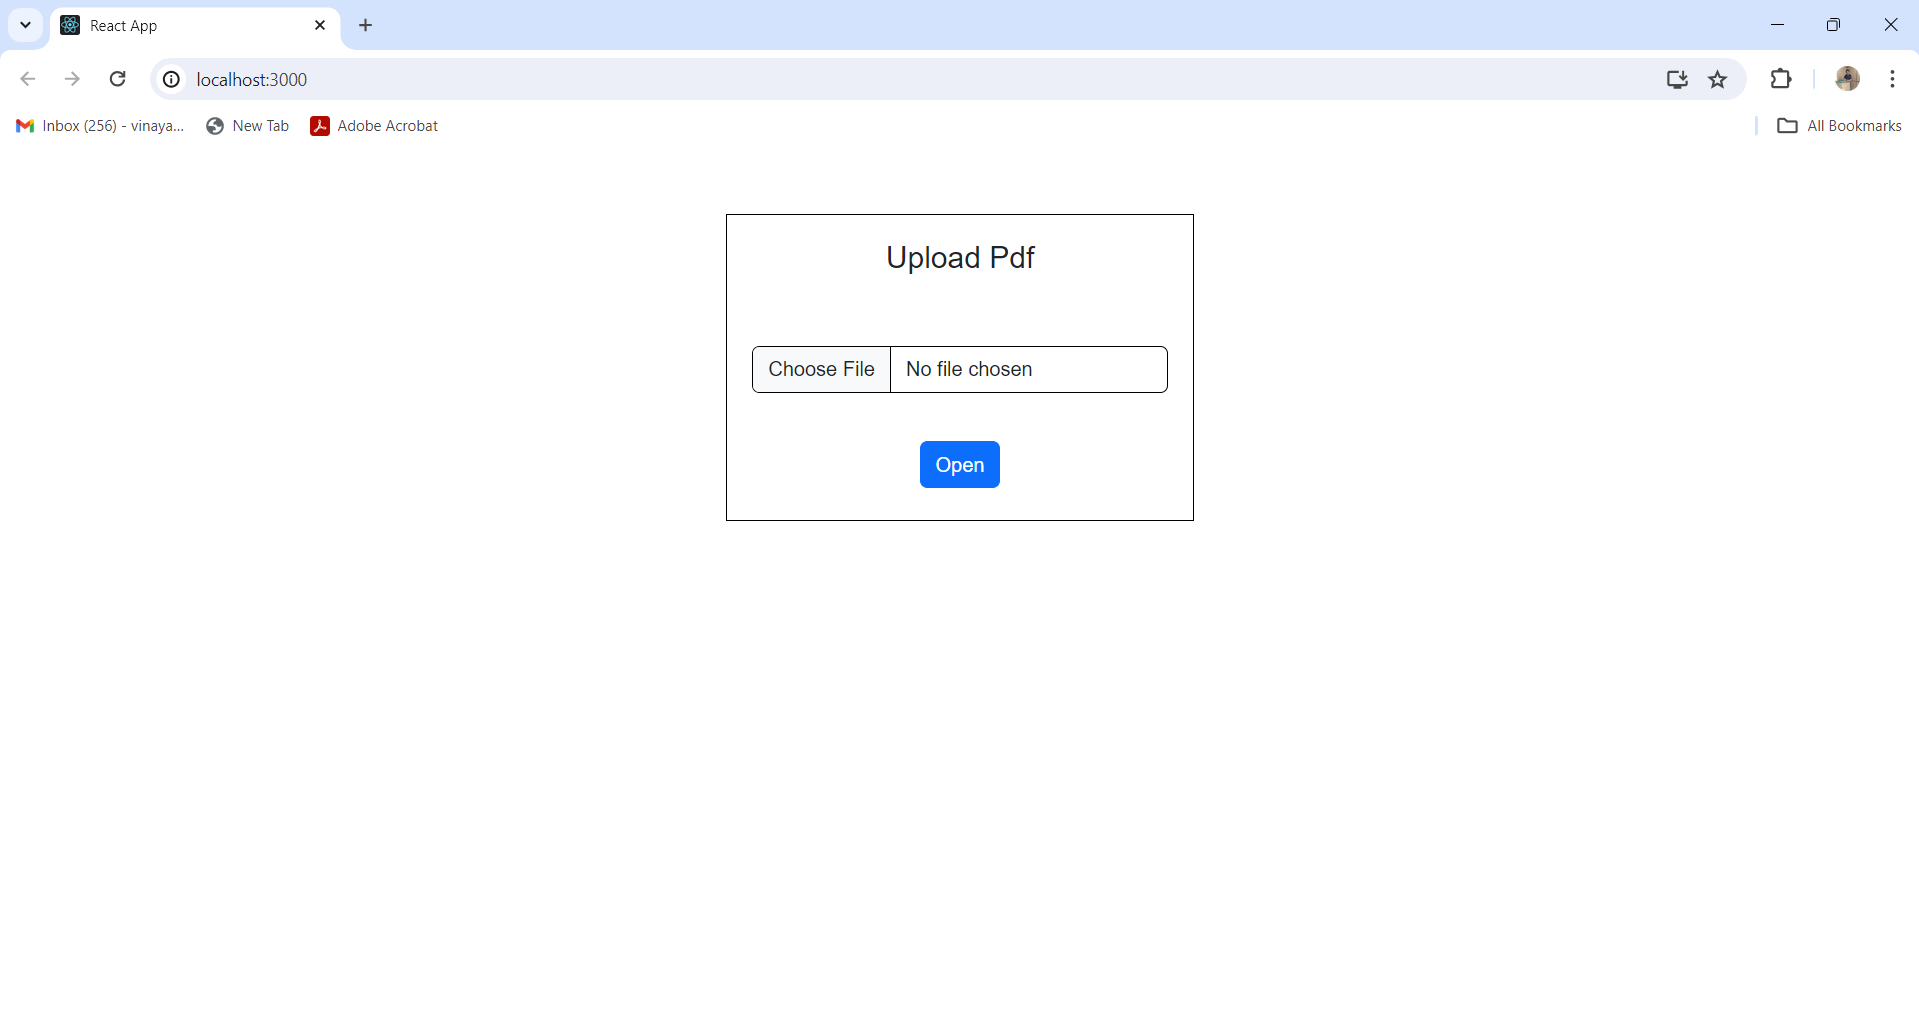 React App
localhost:3000
Inbox (256) - vinaya... New Tab Adobe Acrobat All Bookmarks
Upload Pdf
Choose File No file chosen
Open